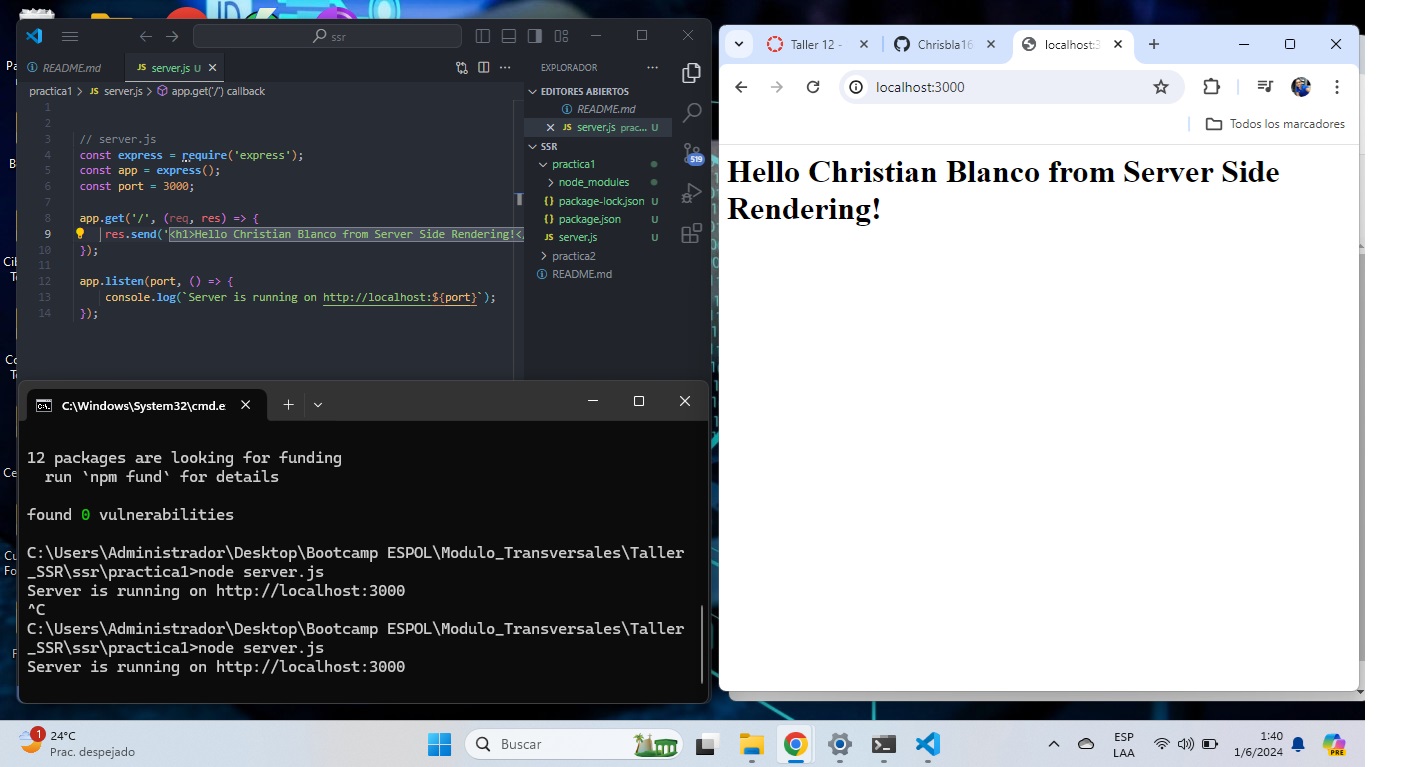 ssr
README.md
JS server.js U
practica1 > JS server.js > app.get('/') callback
1
2
3 // server.js
4 const express = require('express');
5 const app = express();
6 const port = 3000;
7
8 app.get('/', (req, res) => {
9 res.send('<h1>Hello Christian Blanco from Server Side Rendering!<
10 });
11
12 app.listen(port, () => {
13 console.log(`Server is running on http://localhost:${port}`);
14 });
EXPLORADOR
EDITORES ABIERTOS
README.md
JS server.js prac... U
SSR
practica1
node_modules
{} package-lock.json U
{} package.json U
JS server.js U
practica2
README.md
519
C:\Windows\System32\cmd.e
12 packages are looking for funding
run `npm fund` for details
found 0 vulnerabilities
C:\Users\Administrador\Desktop\Bootcamp ESPOL\Modulo_Transversales\Taller
_SSR\ssr\practica1>node server.js
Server is running on http://localhost:3000
^C
C:\Users\Administrador\Desktop\Bootcamp ESPOL\Modulo_Transversales\Taller
_SSR\ssr\practica1>node server.js
Server is running on http://localhost:3000
Taller 12 -
Chrisbla16
localhost:3
localhost:3000
Todos los marcadores
Hello Christian Blanco from Server Side
Rendering!
1
24°C
Prac. despejado
Buscar
ESP
LAA
1:40
1/6/2024
PRE